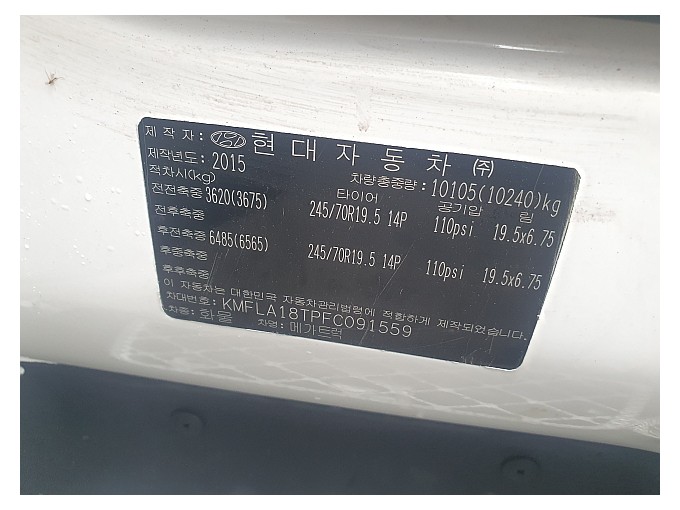 제 작 자: 현 대 자 동 차 ㈜
제작년도: 2015 차량총중량: 10105(10240)kg
적차시(kg) 타이어 공기압 림
전전축중 3620(3675) 245/70R19.5 14P 110psi 19.5x6.75
전후축중
후전축중 6485(6565) 245/70R19.5 14P 110psi 19.5x6.75
후중축중
후후축중
이 자동차는 대한민국 자동차관리법령에 적합하게 제작되었습니다.
차대번호: KMFLA18TPFC091559
차종: 화물 차명: 메가트럭